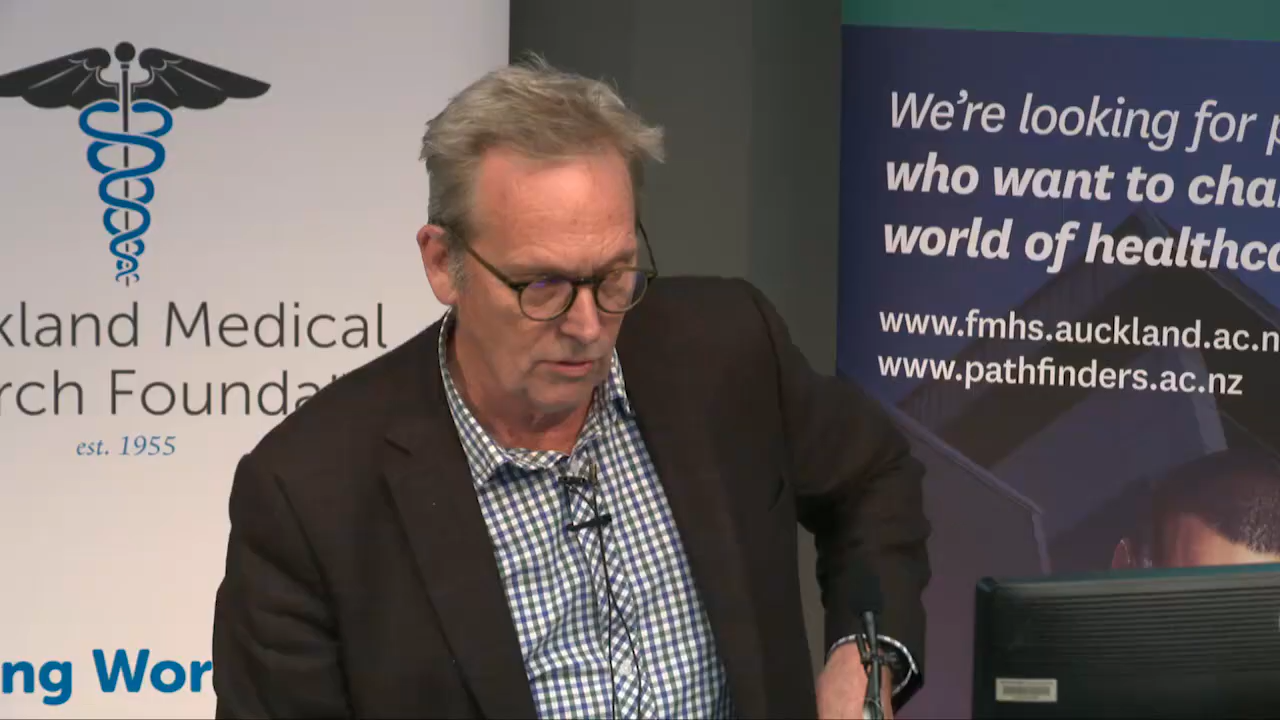 kland Medical
rch Founda
est. 1955
ng Wor
We're looking for p
who want to cha
world of healthca
www.fmhs.auckland.ac.n
www.pathfinders.ac.nz